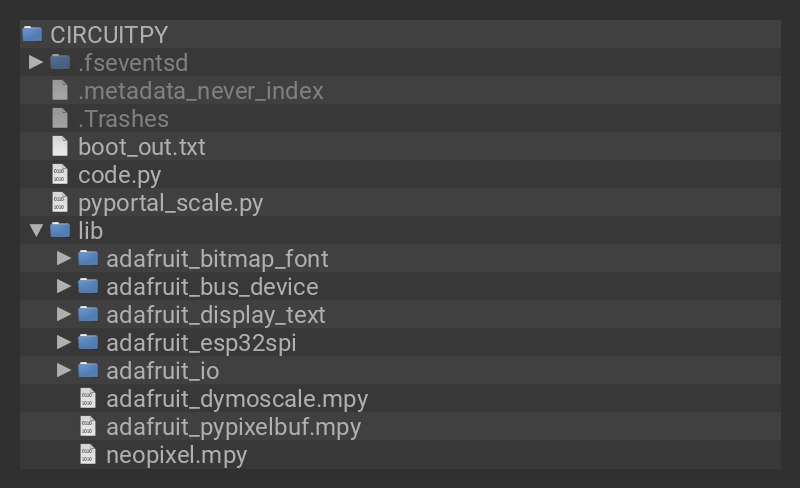 CIRCUITPY
.fseventsd
.metadata_never_index
.Trashes
boot_out.txt
code.py
pyportal_scale.py
lib
adafruit_bitmap_font
adafruit_bus_device
adafruit_display_text
adafruit_esp32spi
adafruit_io
adafruit_dymoscale.mpy
adafruit_pypixelbuf.mpy
neopixel.mpy